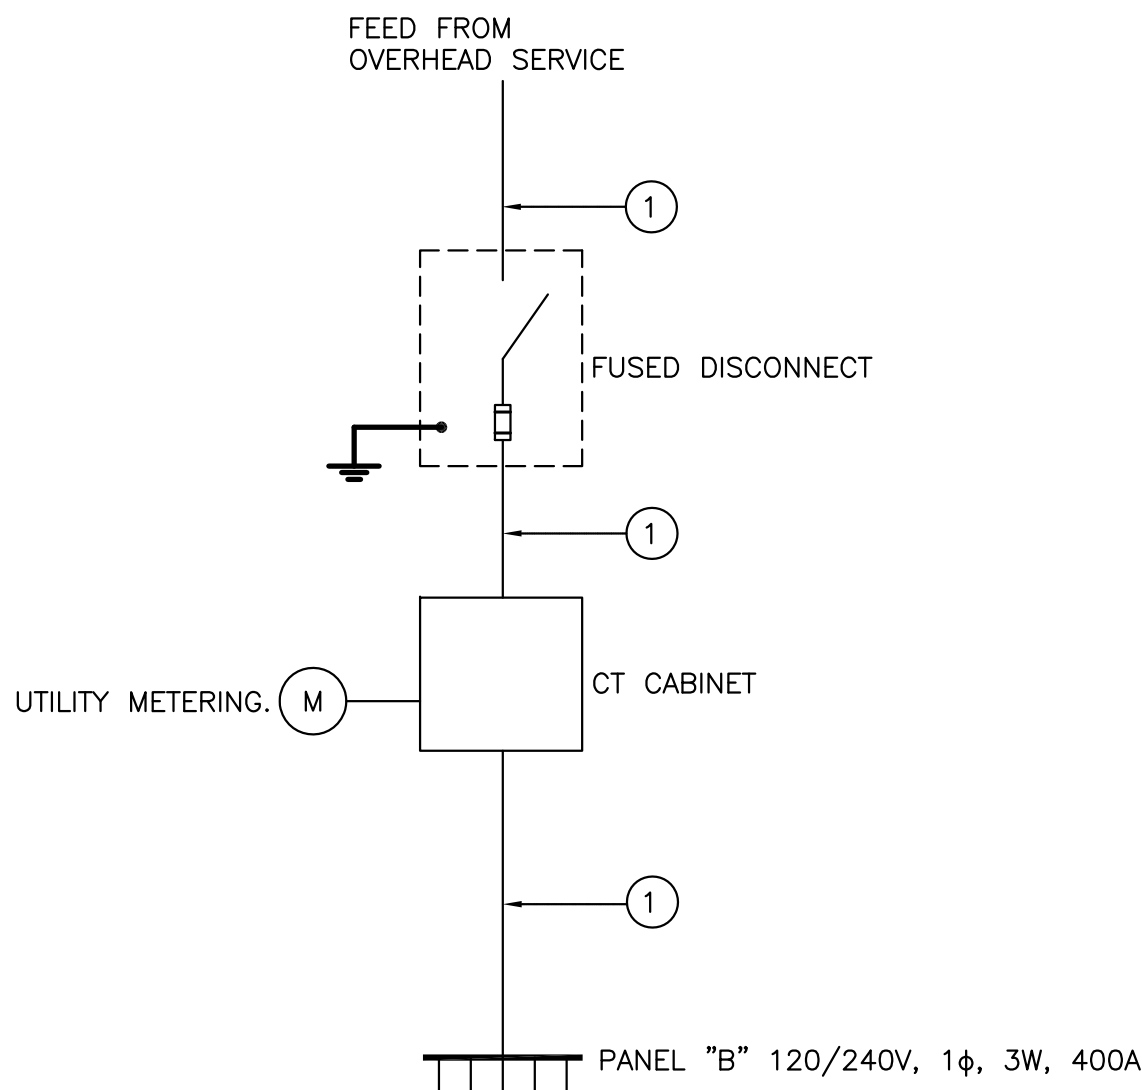 FEED FROM
OVERHEAD SERVICE
1
FUSED DISCONNECT
1
CT CABINET
UTILITY METERING. M
1
PANEL "B" 120/240V, 1ϕ, 3W, 400A